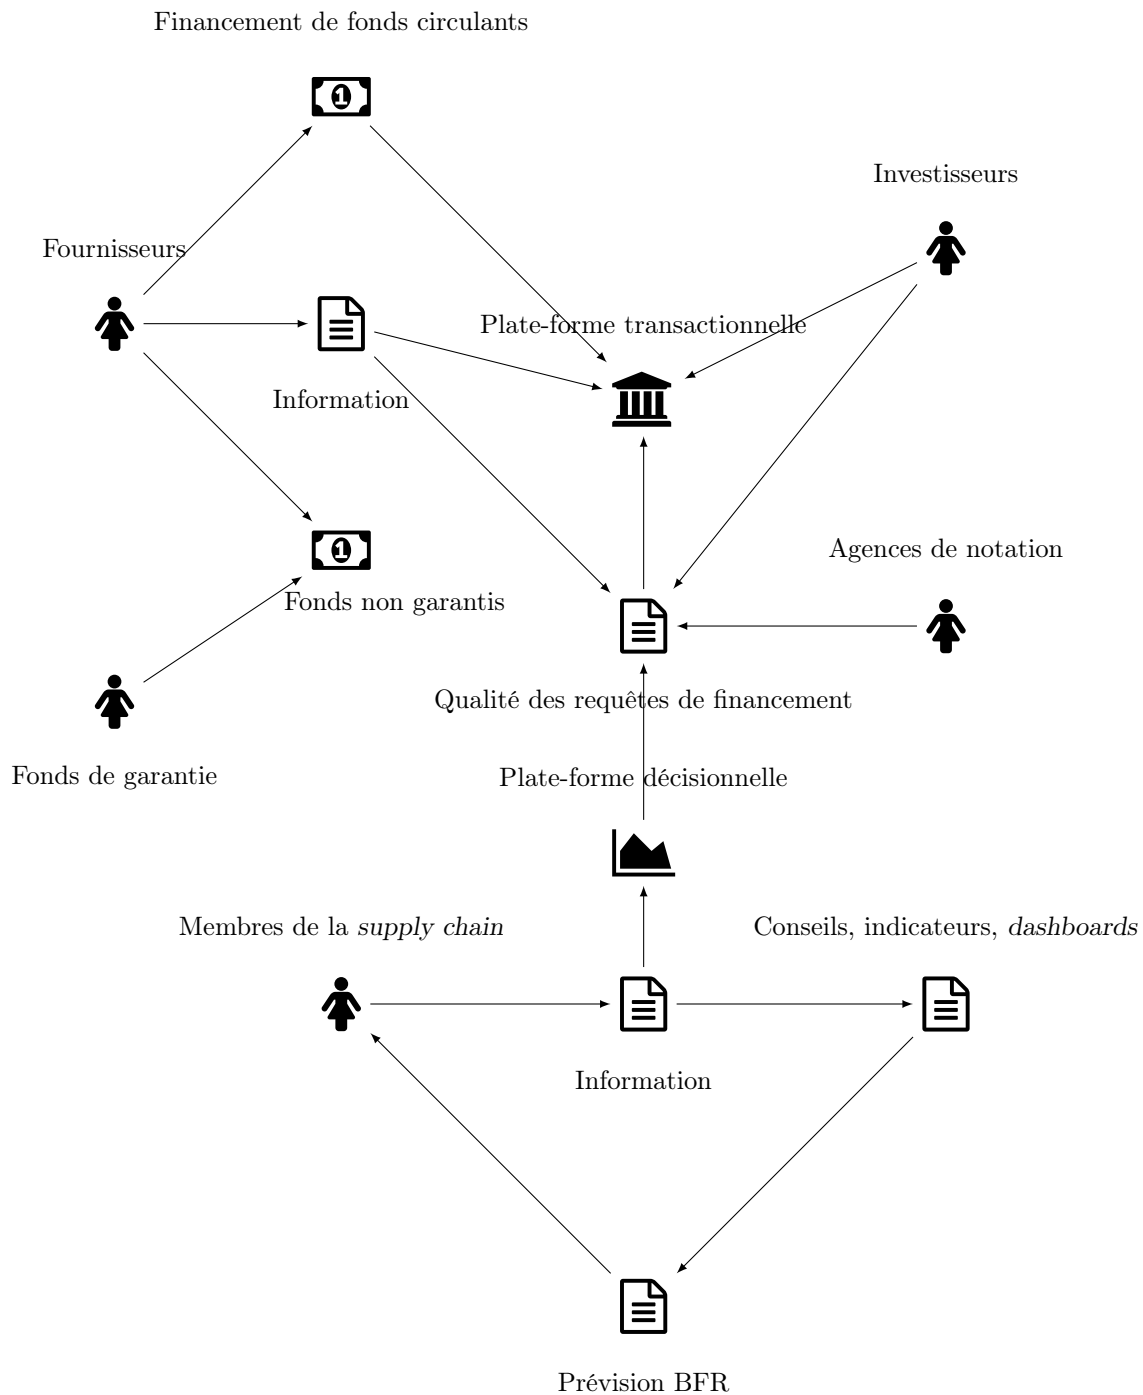 Financement de fonds circulants
Investisseurs
Fournisseurs
Plate-forme transactionnelle
Information
Agences de notation
Fonds non garantis
Qualité des requêtes de financement
Fonds de garantie
Plate-forme décisionnelle
Membres de la supply chain
Conseils, indicateurs, dashboards
Information
Prévision BFR